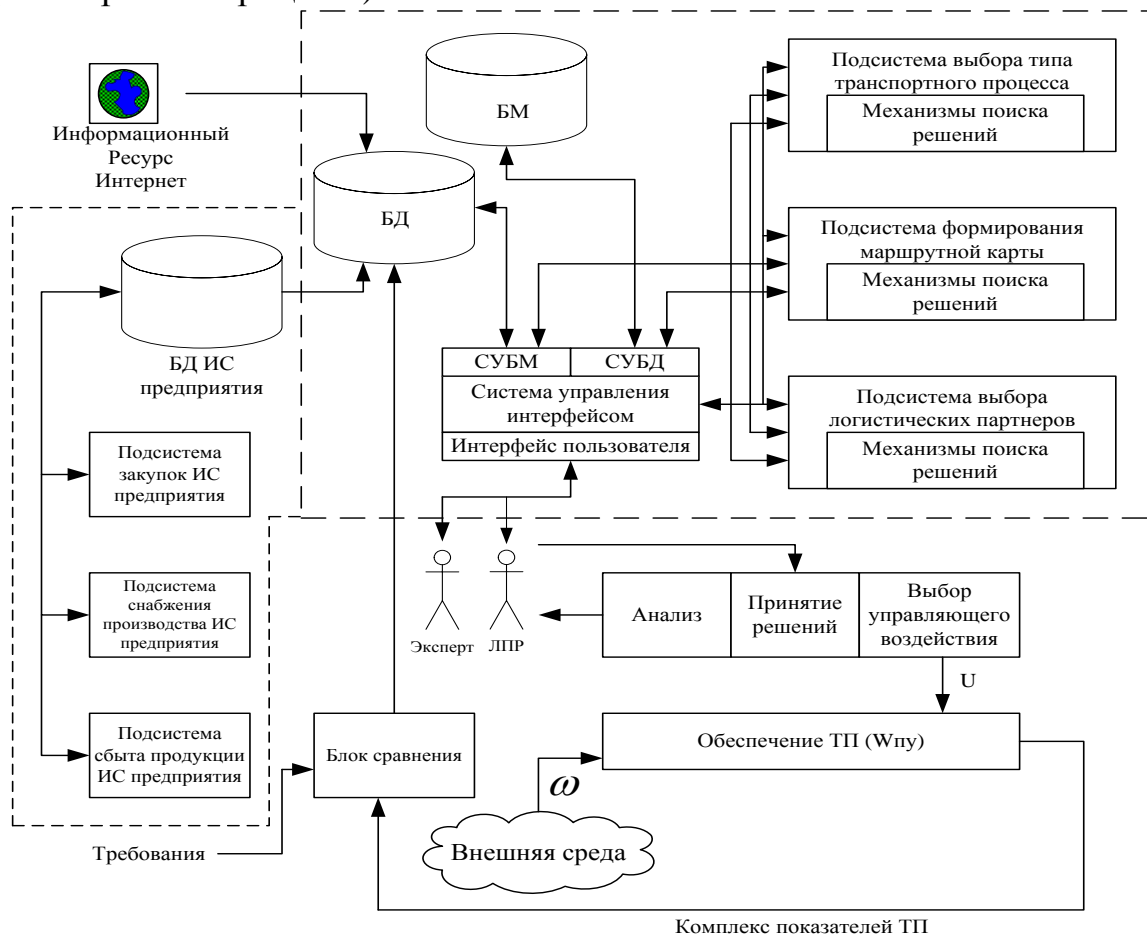 Информационный
Ресурс
Интернет
БМ
БД
Подсистема выбора типа
транспортного процесса
Механизмы поиска
решений
Подсистема формирования
маршрутной карты
Механизмы поиска
решений
Подсистема выбора
логистических партнеров
Механизмы поиска
решений
БД ИС
предприятия
СУБМ
СУБД
Система управления
интерфейсом
Интерфейс пользователя
Подсистема
закупок ИС
предприятия
Подсистема
снабжения
производства ИС
предприятия
Подсистема
сбыта продукции
ИС предприятия
Эксперт
ЛПР
Анализ
Принятие
решений
Выбор
управляющего
воздействия
U
Блок сравнения
Обеспечение ТП (Wпу)
ω
Внешняя среда
Требования
Комплекс показателей ТП